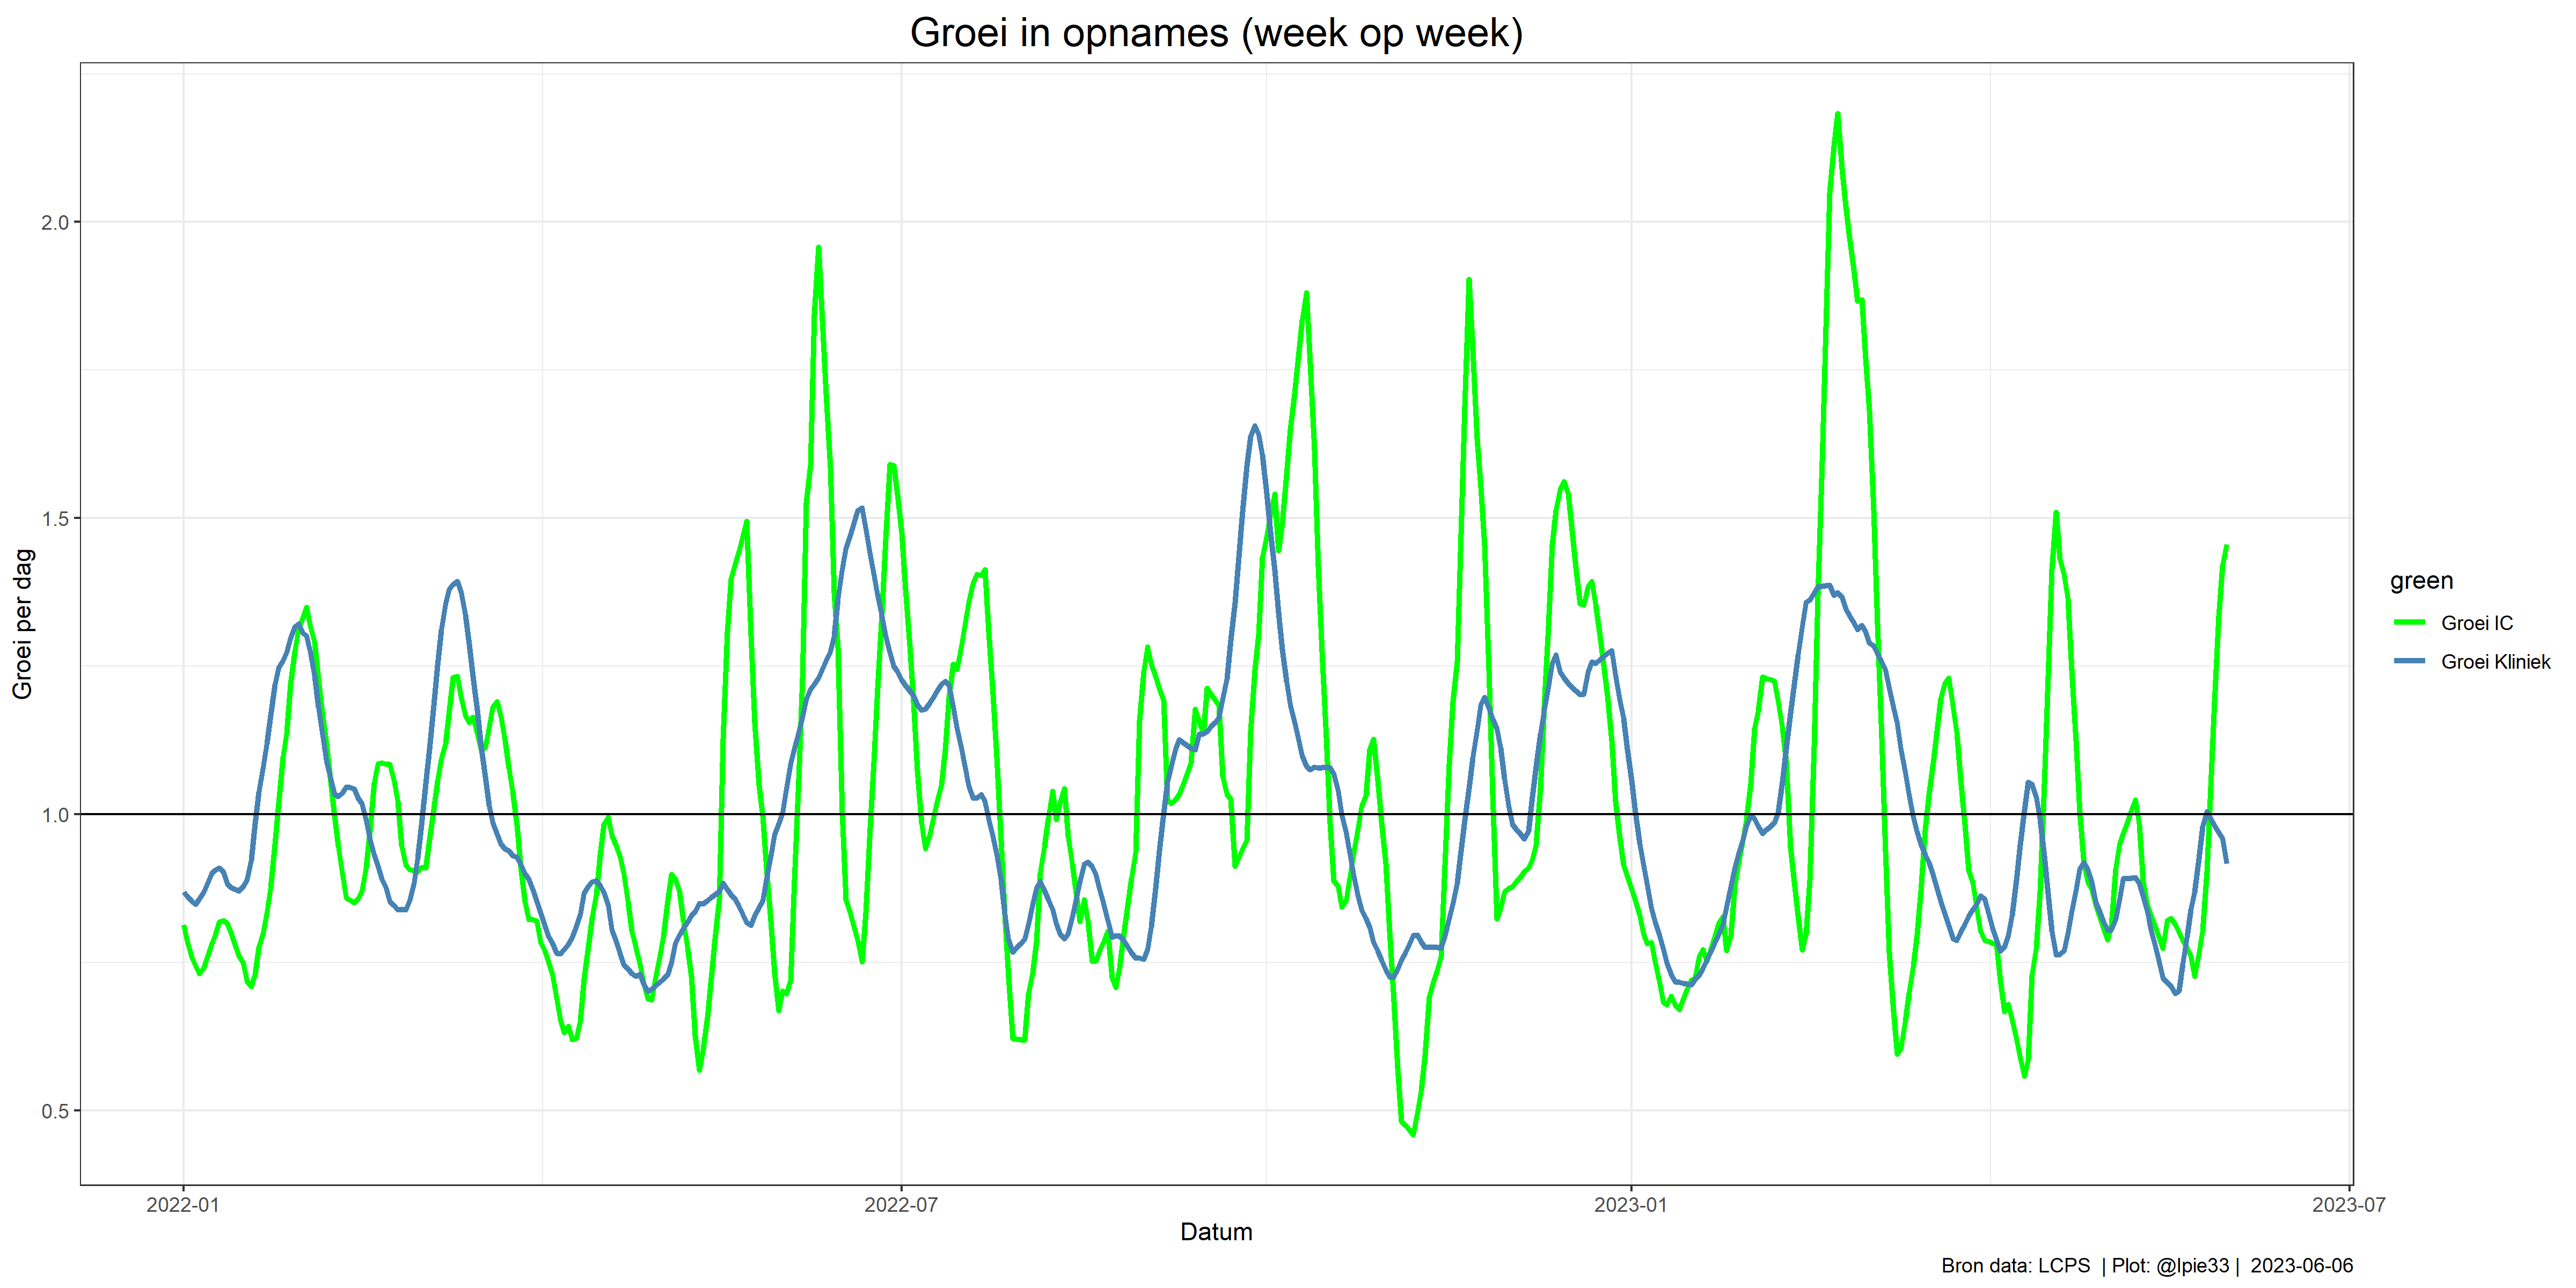 Groei in opnames (week op week)
Groei per dag
2.0
1.5
1.0
0.5
2022-01
2022-07
2023-01
2023-07
Datum
green
Groei IC
Groei Kliniek
Bron data: LCPS | Plot: @lpie33 | 2023-06-06